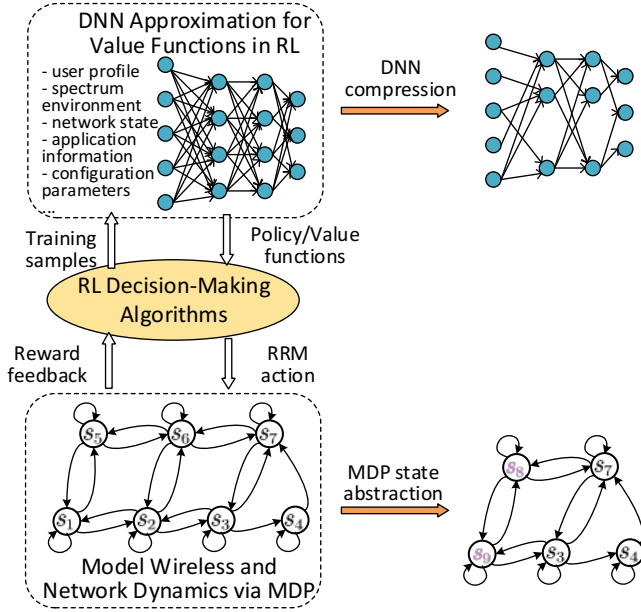 DNN Approximation for
Value Functions in RL
- user profile
- spectrum
environment
- network state
- application
information
- configuration
parameters
..
DNN
compression
Training
samples
Policy/Value
functions
RL Decision-Making
Algorithms
Reward
feedback
RRM
action
s5
s6
s7
s1
s2
s3
s4
Model Wireless and
Network Dynamics via MDP
MDP state
abstraction
s8
s7
s9
s3
s4